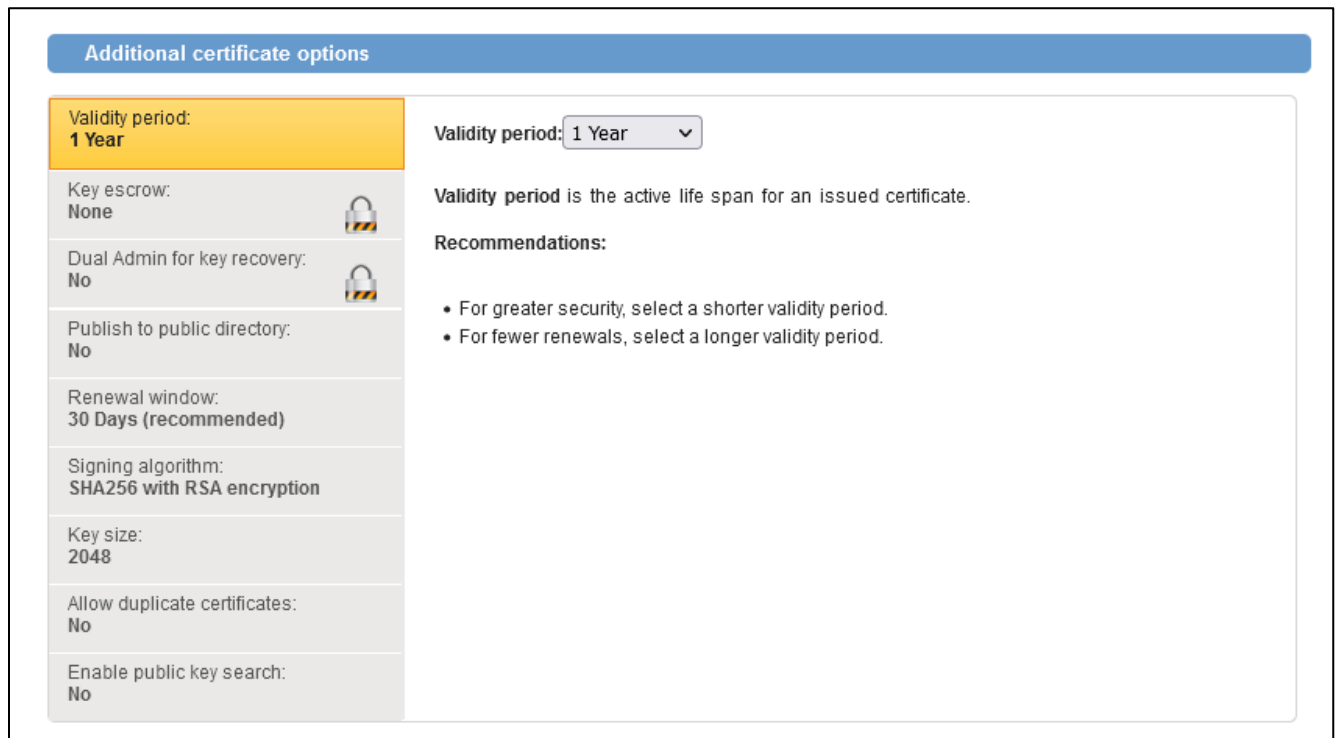 Additional certificate options
Validity period:
1 Year
Key escrow:
None
Dual Admin for key recovery:
No
Publish to public directory:
No
Renewal window:
30 Days (recommended)
Signing algorithm:
SHA256 with RSA encryption
Key size:
2048
Allow duplicate certificates:
No
Enable public key search:
No
Validity period: 1 Year
Validity period is the active life span for an issued certificate.
Recommendations:
• For greater security, select a shorter validity period.
• For fewer renewals, select a longer validity period.